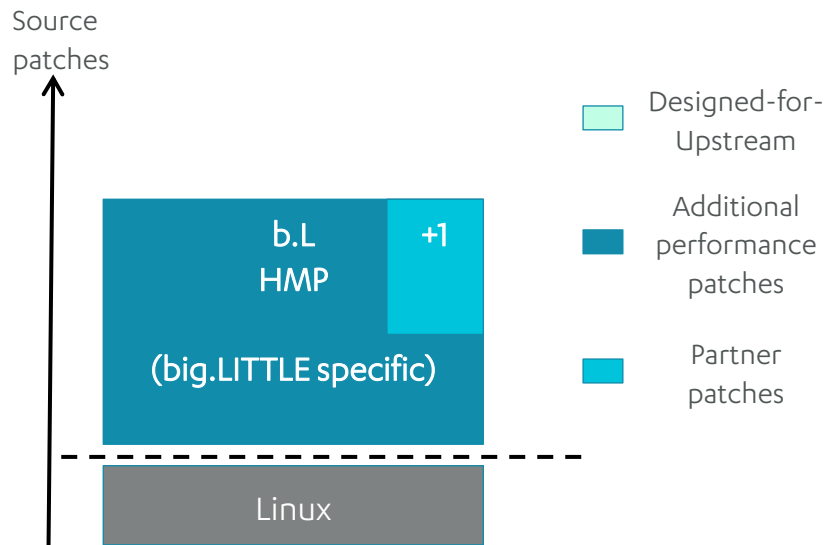 Source
patches
Designed-for-
Upstream
b.L
HMP
+1
(big.LITTLE specific)
Additional
performance
patches
Partner
patches
Linux